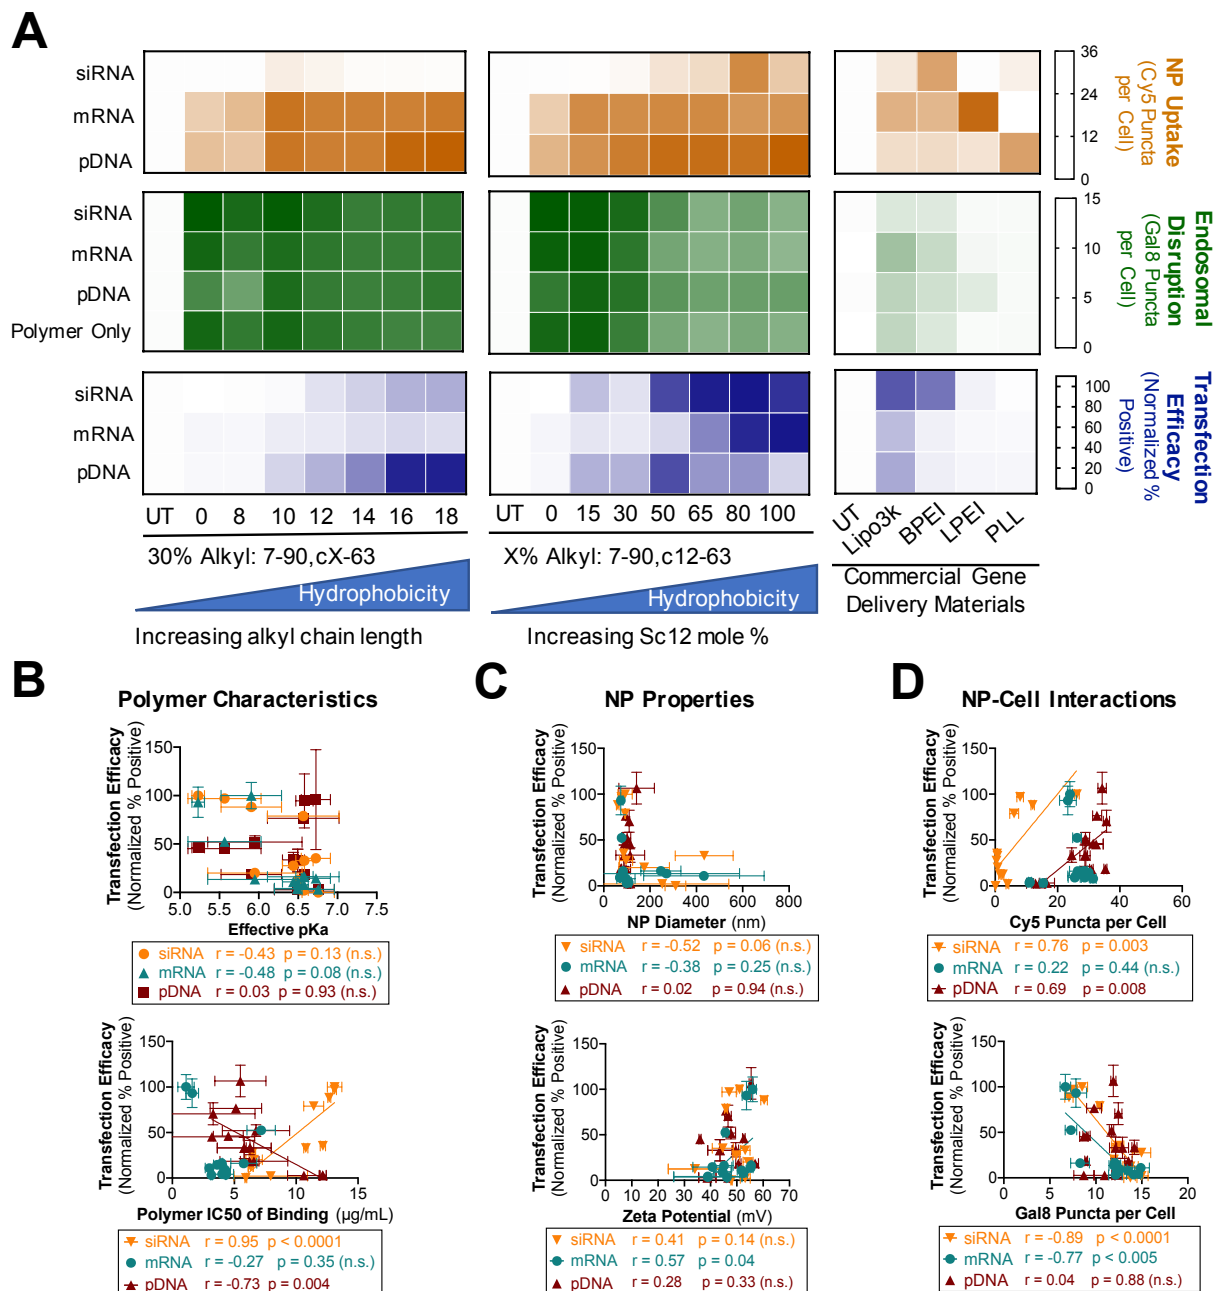 A
siRNA
mRNA
pDNA
36
24
12
0
NP Uptake
(Cy5 Puncta
per Cell)
siRNA
mRNA
pDNA
Polymer Only
15
10
5
0
Endosomal
Disruption
(Gal8 Puncta
per Cell)
siRNA
mRNA
pDNA
100
80
60
40
20
0
Transfection
Efficacy
(Normalized %
Positive)
UT 0 8 10 12 14 16 18
UT 0 15 30 50 65 80 100
UT Lipo3k BPEI LPEI PLL
30% Alkyl: 7-90,cX-63
X% Alkyl: 7-90,c12-63
Commercial Gene
Delivery Materials
Hydrophobicity
Hydrophobicity
Increasing alkyl chain length
Increasing Sc12 mole %
B
Polymer Characteristics
Transfection Efficacy
(Normalized % Positive)
150
100
50
0
5.0 5.5 6.0 6.5 7.0 7.5
Effective pKa
siRNA r = -0.43 p = 0.13 (n.s.)
mRNA r = -0.48 p = 0.08 (n.s.)
pDNA r = 0.03 p = 0.93 (n.s.)
Transfection Efficacy
(Normalized % Positive)
150
100
50
0
0 5 10 15
Polymer IC50 of Binding (μg/mL)
siRNA r = 0.95 p < 0.0001
mRNA r = -0.27 p = 0.35 (n.s.)
pDNA r = -0.73 p = 0.004
C
NP Properties
Transfection Efficacy
(Normalized % Positive)
150
100
50
0
0 200 400 600 800
NP Diameter (nm)
siRNA r = -0.52 p = 0.06 (n.s.)
mRNA r = -0.38 p = 0.25 (n.s.)
pDNA r = 0.02 p = 0.94 (n.s.)
Transfection Efficacy
(Normalized % Positive)
150
100
50
0
0 10 20 30 40 50 60 70
Zeta Potential (mV)
siRNA r = 0.41 p = 0.14 (n.s.)
mRNA r = 0.57 p = 0.04
pDNA r = 0.28 p = 0.33 (n.s.)
D
NP-Cell Interactions
Transfection Efficacy
(Normalized % Positive)
150
100
50
0
0 20 40 60
Cy5 Puncta per Cell
siRNA r = 0.76 p = 0.003
mRNA r = 0.22 p = 0.44 (n.s.)
pDNA r = 0.69 p = 0.008
Transfection Efficacy
(Normalized % Positive)
150
100
50
0
0 5 10 15 20
Gal8 Puncta per Cell
siRNA r = -0.89 p < 0.0001
mRNA r = -0.77 p < 0.005
pDNA r = 0.04 p = 0.88 (n.s.)